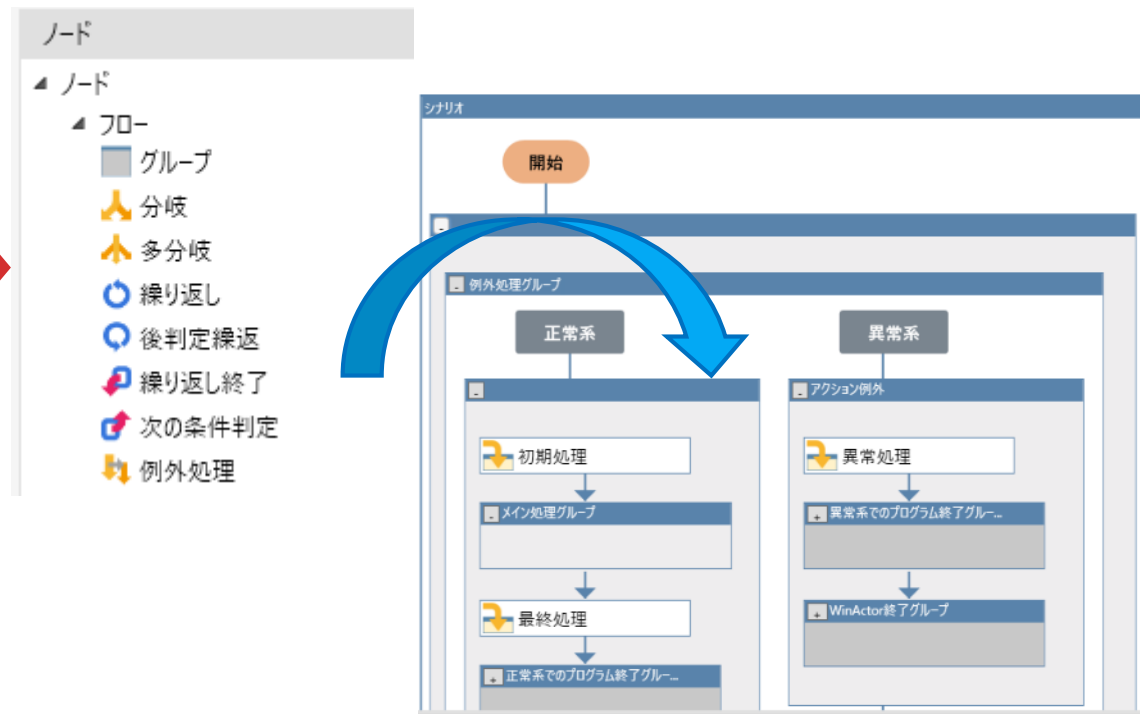 ノード
ノード
フロー
グループ
分岐
多分岐
繰り返し
後判定繰返
繰り返し終了
次の条件判定
例外処理
シナリオ
開始
例外処理グループ
正常系
異常系
アクション例外
初期処理
異常処理
メイン処理グループ
異常系でのプログラム終了グルー...
最終処理
WinActor終了グループ
正常系でのプログラム終了グルー...